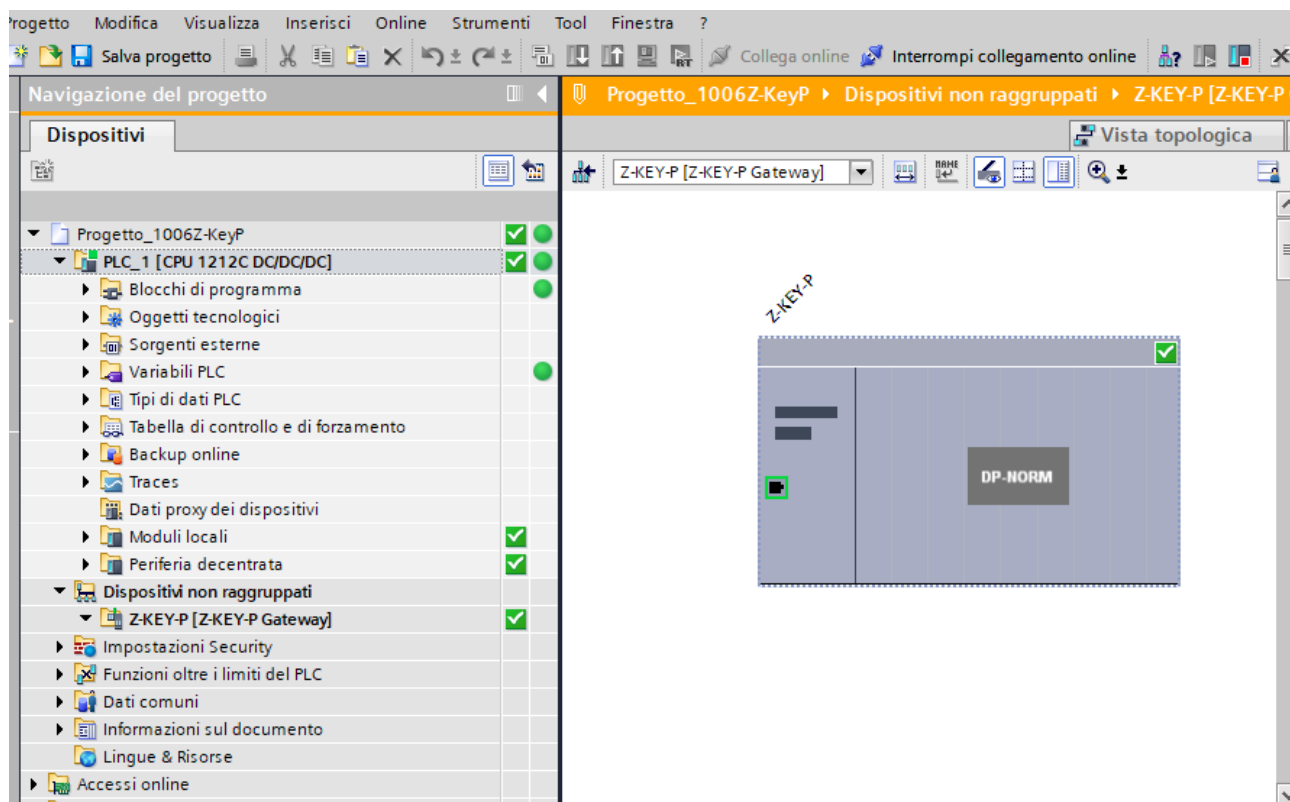 rogetto Modifica Visualizza Inserisci Online Strumenti Tool Finestra ?
Salva progetto RT Collega online Interrompi collegamento online
Navigazione del progetto
Progetto_1006Z-KeyP Dispositivi non raggruppati Z-KEY-P [Z-KEY-P
Dispositivi
Vista topologica
Z-KEY-P [Z-KEY-P Gateway] NAME
Progetto_1006Z-KeyP
PLC_1 [CPU 1212C DC/DC/DC]
Blocchi di programma
Oggetti tecnologici
Sorgenti esterne
Variabili PLC
Tipi di dati PLC
Tabella di controllo e di forzamento
Backup online
Traces
Dati proxy dei dispositivi
Moduli locali
Periferia decentrata
Dispositivi non raggruppati
Z-KEY-P [Z-KEY-P Gateway]
Impostazioni Security
Funzioni oltre i limiti del PLC
Dati comuni
Informazioni sul documento
Lingue & Risorse
Accessi online
Z-KEY-P
DP-NORM